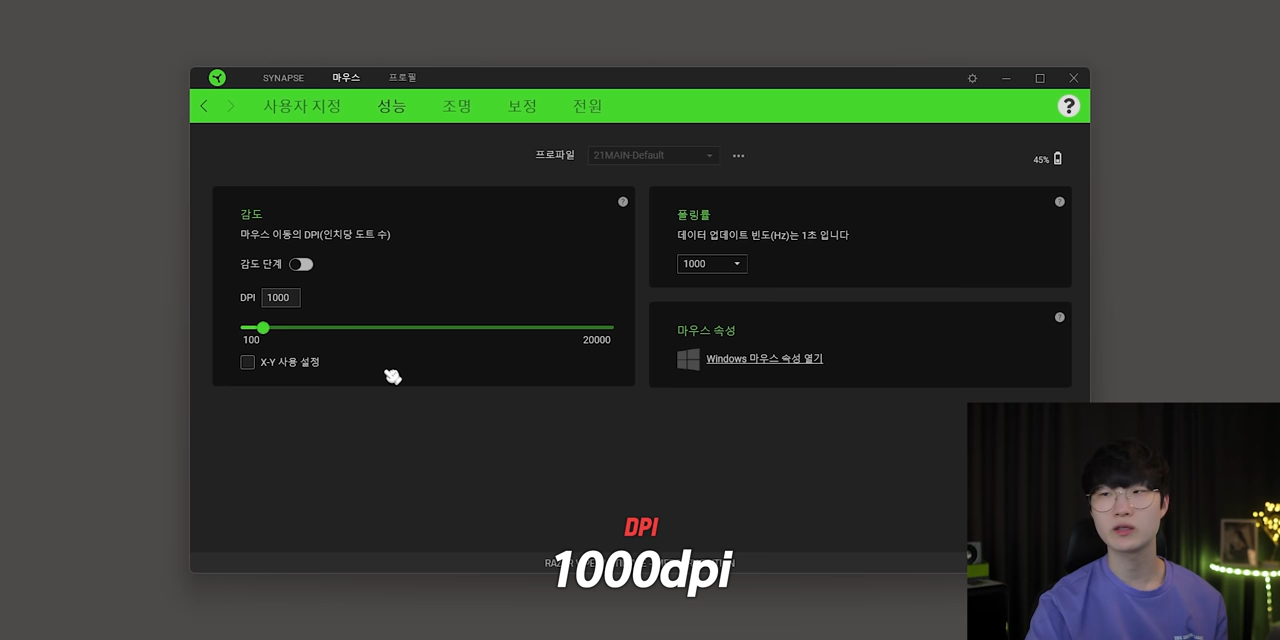 SYNAPSE 마우스 프로필
사용자 지정 성능 조명 보정 전원
?
프로파일 21MAIN-Default •••
45%
감도
?
마우스 이동의 DPI(인치당 도트 수)
감도 단계
DPI 1000
100 20000
X-Y 사용 설정
폴링률
?
데이터 업데이트 빈도(Hz)는 1초 입니다
1000
마우스 속성
?
Windows 마우스 속성 열기
DPI
1000dpi